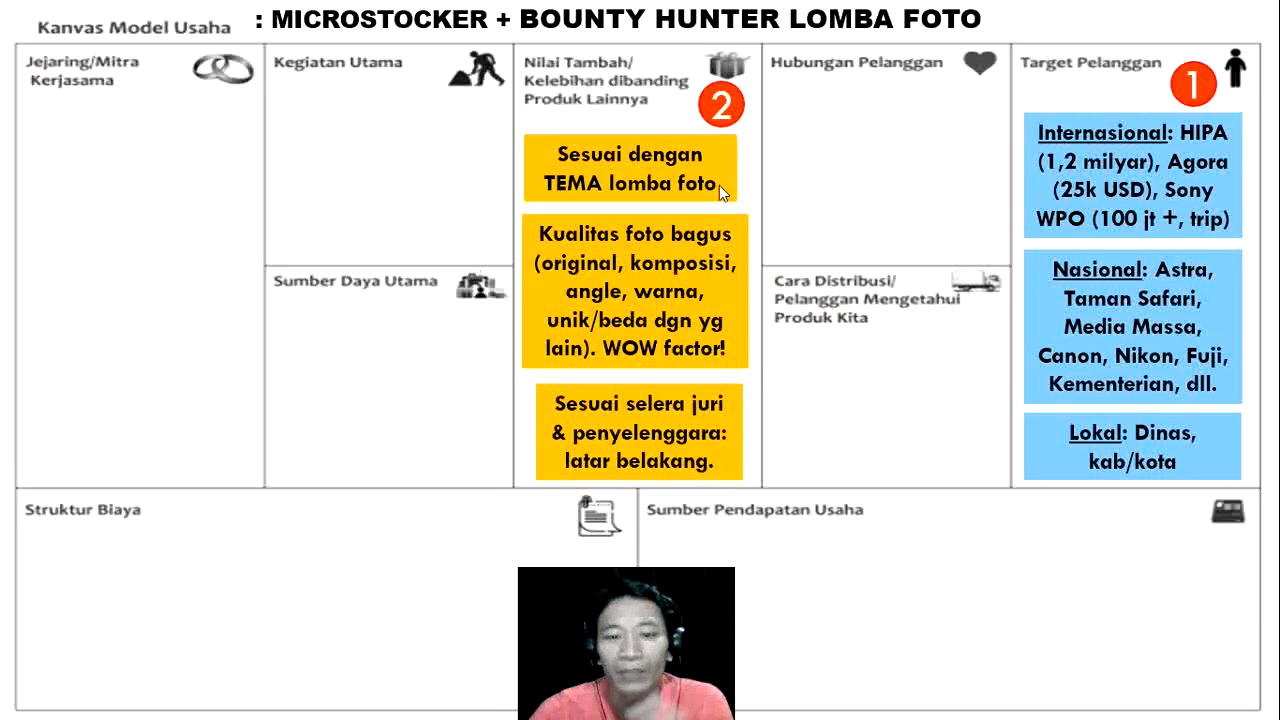 Kanvas Model Usaha : MICROSTOCKER + BOUNTY HUNTER LOMBA FOTO
Jejaring/Mitra
Kerjasama
Kegiatan Utama
Sumber Daya Utama
Nilai Tambah/
Kelebihan dibanding
Produk Lainnya
2
Sesuai dengan
TEMA lomba foto
Kualitas foto bagus
(original, komposisi,
angle, warna,
unik/beda dgn yg
lain). WOW factor!
Sesuai selera juri
& penyelenggara:
latar belakang.
Hubungan Pelanggan
Cara Distribusi/
Pelanggan Mengetahui
Produk Kita
Target Pelanggan
1
Internasional: HIPA
(1,2 milyar), Agora
(25k USD), Sony
WPO (100 jt +, trip)
Nasional: Astra,
Taman Safari,
Media Massa,
Canon, Nikon, Fuji,
Kementerian, dll.
Lokal: Dinas,
kab/kota
Struktur Biaya
Sumber Pendapatan Usaha